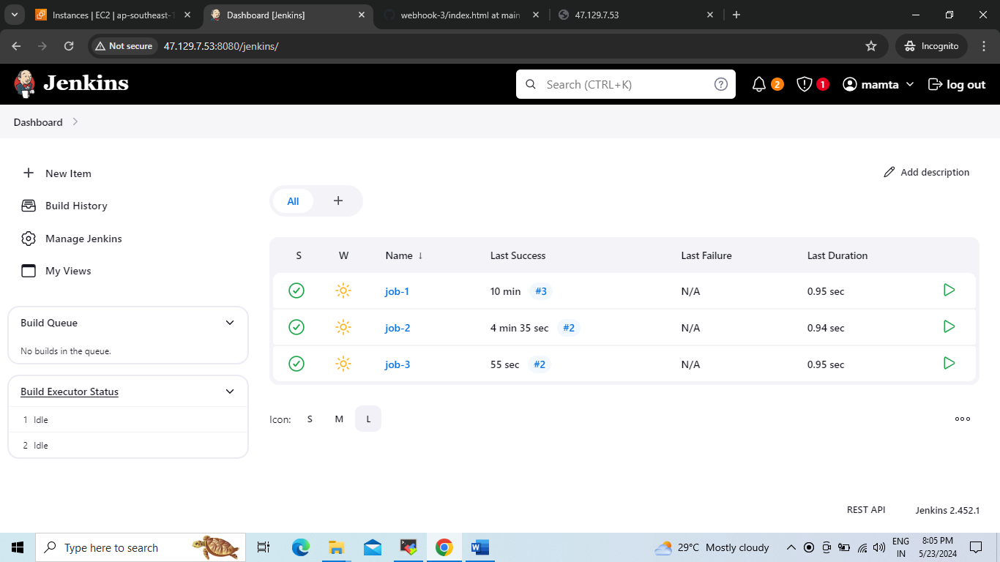 Instances | EC2 | ap-southeast-1
Dashboard [Jenkins]
webhook-3/index.html at main
47.129.7.53
Not secure 47.129.7.53:8080/jenkins/
Incognito
Jenkins
Search (CTRL+K) ?
2
1
mamta
log out
Dashboard
New Item
Add description
Build History
All +
Manage Jenkins
My Views
S W Name ↓ Last Success Last Failure Last Duration
job-1 10 min #3 N/A 0.95 sec
job-2 4 min 35 sec #2 N/A 0.94 sec
job-3 55 sec #2 N/A 0.95 sec
Build Queue
No builds in the queue.
Build Executor Status
1 Idle
2 Idle
Icon: S M L
REST API Jenkins 2.452.1
Type here to search
29°C Mostly cloudy
ENG
IN
8:05 PM
5/23/2024